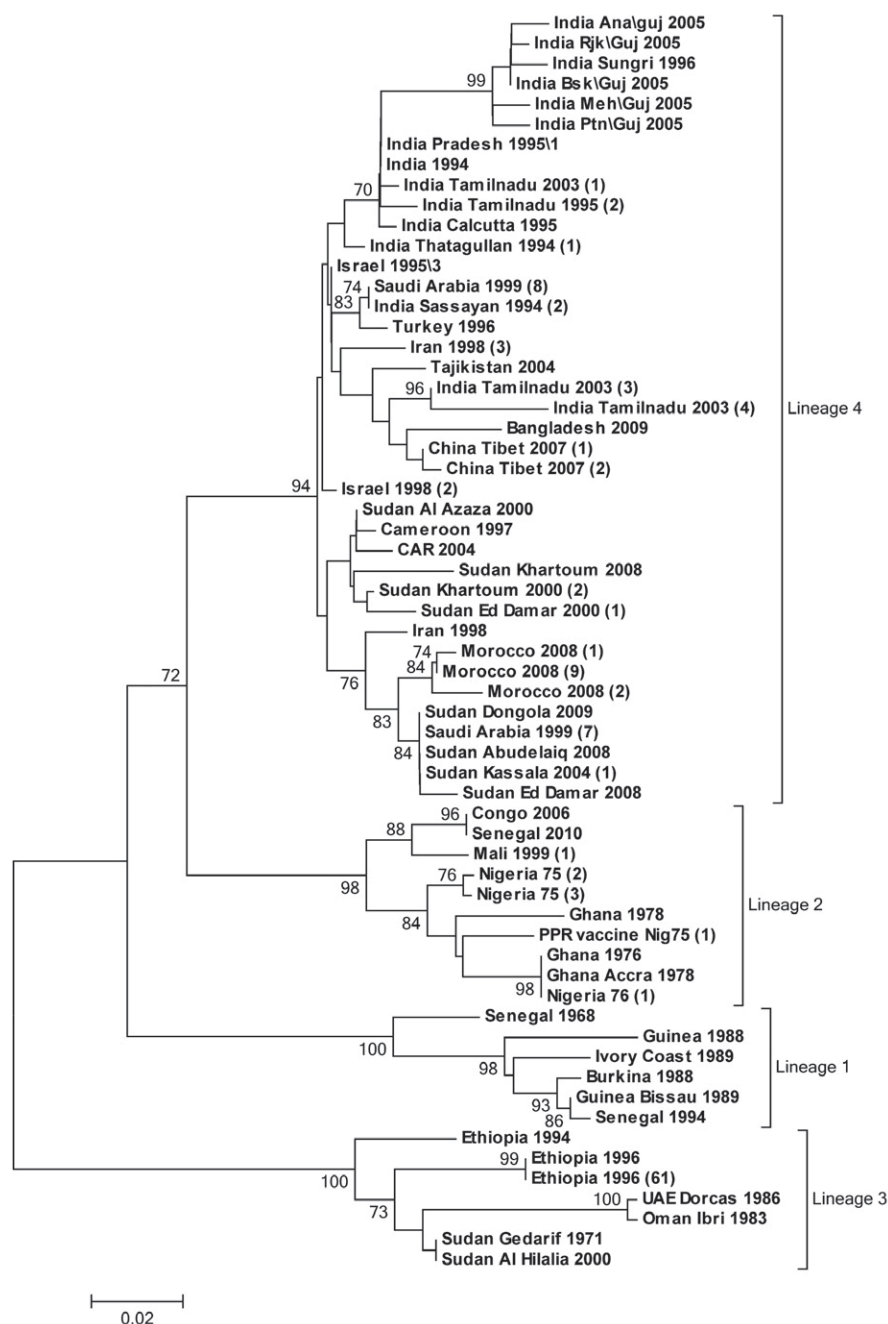 India Ana\guj 2005
India Rjk\Guj 2005
India Sungri 1996
99
India Bsk\Guj 2005
India Meh\Guj 2005
India Ptn\Guj 2005
India Pradesh 1995\1
India 1994
70
India Tamilnadu 2003 (1)
India Tamilnadu 1995 (2)
India Calcutta 1995
India Thatagullan 1994 (1)
Israel 1995\3
74
Saudi Arabia 1999 (8)
83
India Sassayan 1994 (2)
Turkey 1996
Iran 1998 (3)
Tajikistan 2004
96
India Tamilnadu 2003 (3)
India Tamilnadu 2003 (4)
Lineage 4
Bangladesh 2009
China Tibet 2007 (1)
China Tibet 2007 (2)
94
Israel 1998 (2)
Sudan Al Azaza 2000
Cameroon 1997
CAR 2004
Sudan Khartoum 2008
Sudan Khartoum 2000 (2)
Sudan Ed Damar 2000 (1)
Iran 1998
74
Morocco 2008 (1)
72
84
Morocco 2008 (9)
76
Morocco 2008 (2)
83
Sudan Dongola 2009
Saudi Arabia 1999 (7)
84
Sudan Abudelaiq 2008
Sudan Kassala 2004 (1)
Sudan Ed Damar 2008
96
Congo 2006
88
Senegal 2010
Mali 1999 (1)
98
76
Nigeria 75 (2)
Nigeria 75 (3)
Lineage 2
84
Ghana 1978
PPR vaccine Nig75 (1)
Ghana 1976
Ghana Accra 1978
98
Nigeria 76 (1)
Senegal 1968
100
Guinea 1988
98
Ivory Coast 1989
Lineage 1
Burkina 1988
93
Guinea Bissau 1989
86
Senegal 1994
Ethiopia 1994
99
Ethiopia 1996
100
Ethiopia 1996 (61)
100
UAE Dorcas 1986
Lineage 3
73
Oman Ibri 1983
Sudan Gedarif 1971
Sudan Al Hilalia 2000
0.02